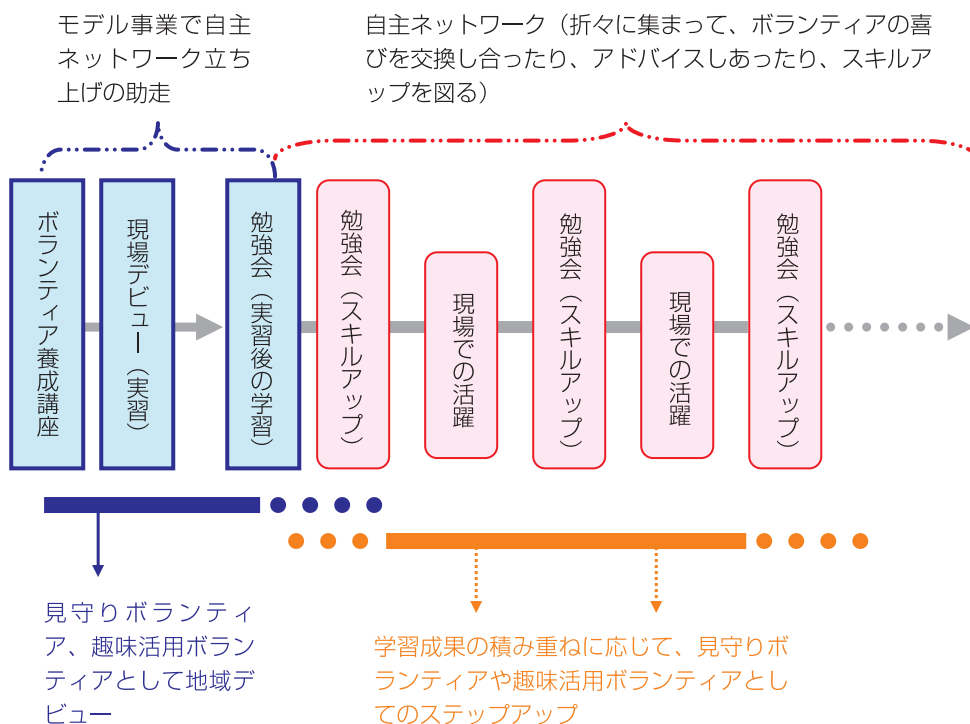 モデル事業で自主
ネットワーク立ち
上げの助走
自主ネットワーク（折々に集まって、ボランティアの喜
びを交換し合ったり、アドバイスしあったり、スキルア
ップを図る）
ボランティア養成講座
現場デビュー（実習）
勉強会（実習後の学習）
勉強会（スキルアップ）
現場での活躍
勉強会（スキルアップ）
現場での活躍
勉強会（スキルアップ）
見守りボランティ
ア、趣味活用ボラン
ティアとして地域デ
ビュー
学習成果の積み重ねに応じて、見守りボ
ランティアや趣味活用ボランティアとし
てのステップアップ